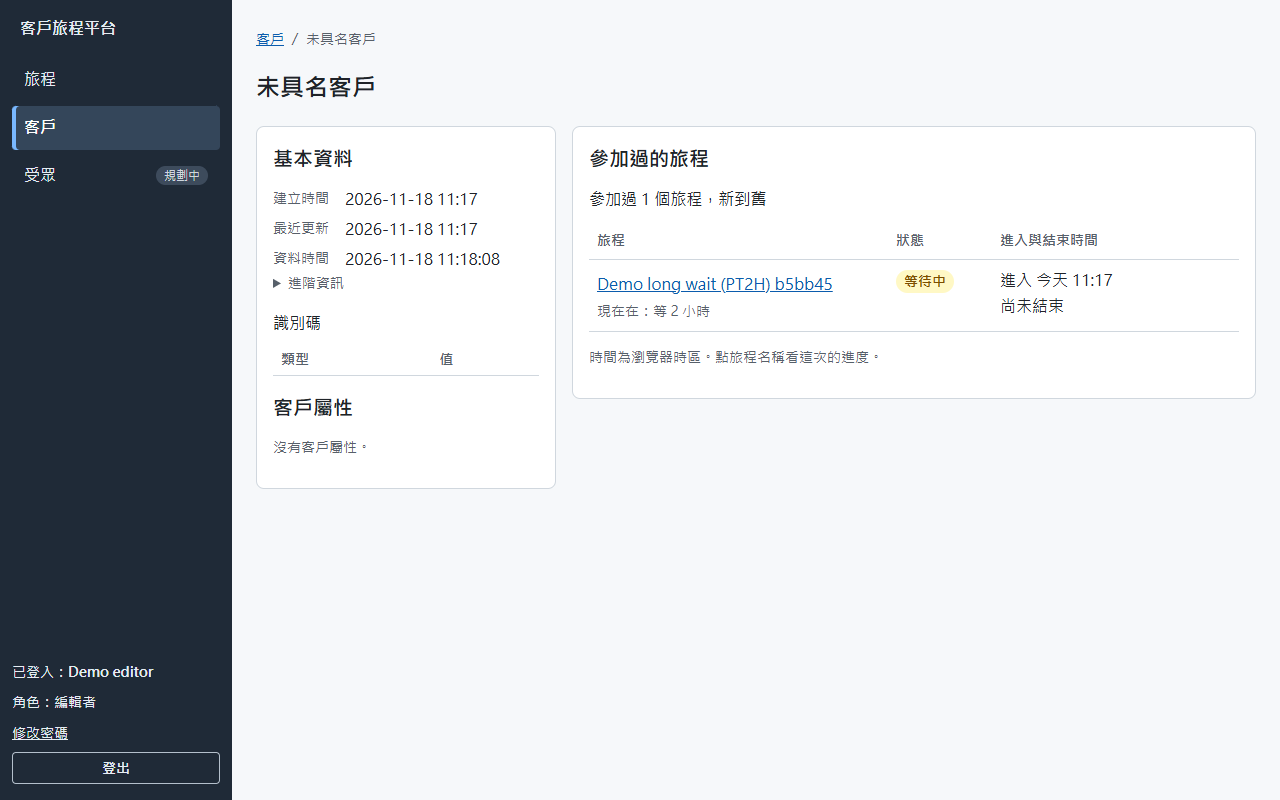 客戶旅程平台
旅程
客戶
受眾 規劃中
已登入：Demo editor
角色：編輯者
修改密碼
登出
客戶 / 未具名客戶
未具名客戶
基本資料
建立時間 2026-11-18 11:17
最近更新 2026-11-18 11:17
資料時間 2026-11-18 11:18:08
▶ 進階資訊
識別碼
類型 值
客戶屬性
沒有客戶屬性。
參加過的旅程
參加過 1 個旅程，新到舊
旅程 狀態 進入與結束時間
Demo long wait (PT2H) b5bb45 等待中 進入 今天 11:17
現在在：等 2 小時 尚未結束
時間為瀏覽器時區。點旅程名稱看這次的進度。